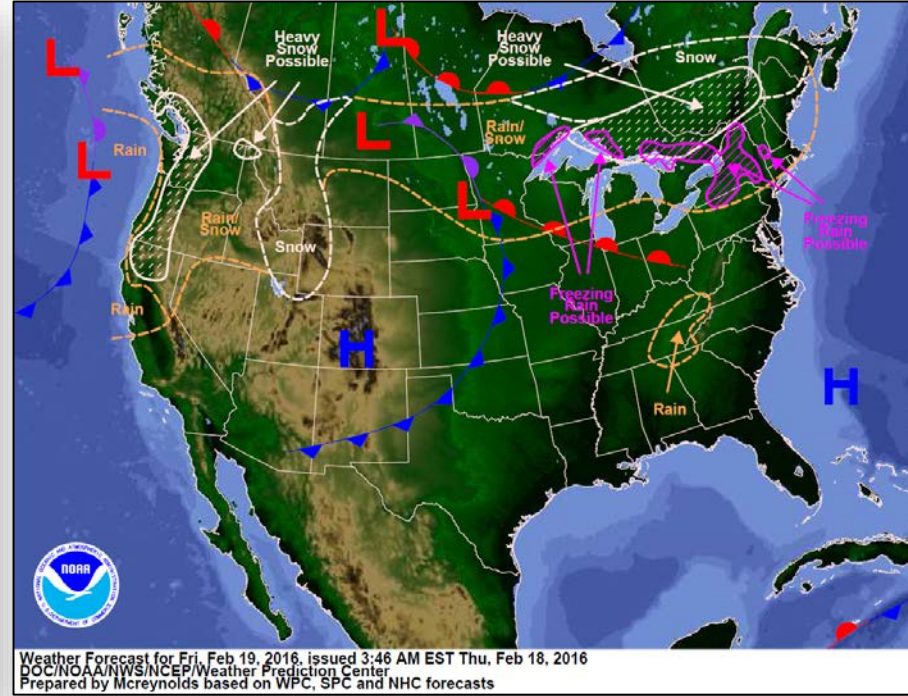 L
L
Heavy
Snow
Possible
L
Heavy
Snow
Possible
Snow
Rain
L
L
Rain/
Snow
Rain/
Snow
Snow
L
Freezing
Rain
Possible
Freezing
Rain
Possible
Rain
H
H
Rain
NOAA
Weather Forecast for Fri, Feb 19, 2016, issued 3:46 AM EST Thu, Feb 18, 2016
DOC/NOAA/NWS/NCEP/Weather Prediction Center
Prepared by Mcreynolds based on WPC, SPC and NHC forecasts